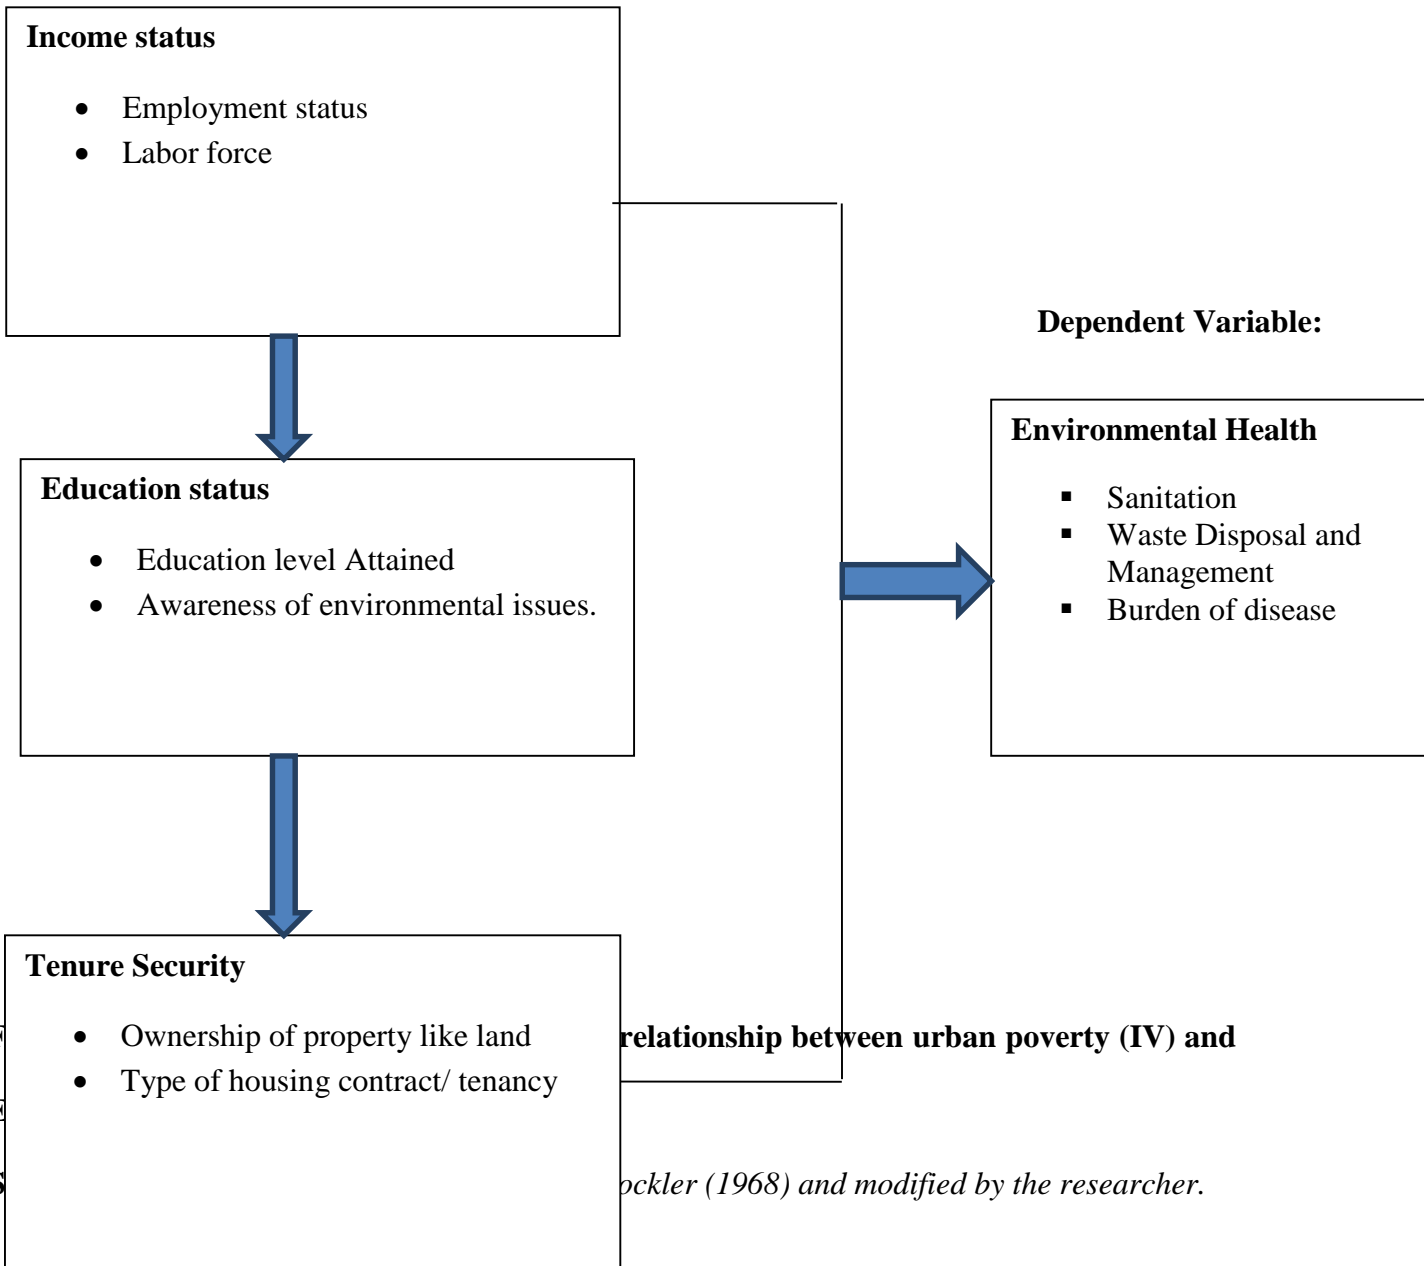 Income status
• Employment status
• Labor force
Dependent Variable:
Environmental Health
▪ Sanitation
▪ Waste Disposal and
Management
▪ Burden of disease
Education status
• Education level Attained
• Awareness of environmental issues.
Tenure Security
• Ownership of property like land
• Type of housing contract/ tenancy
relationship between urban poverty (IV) and
(1968) and modified by the researcher.